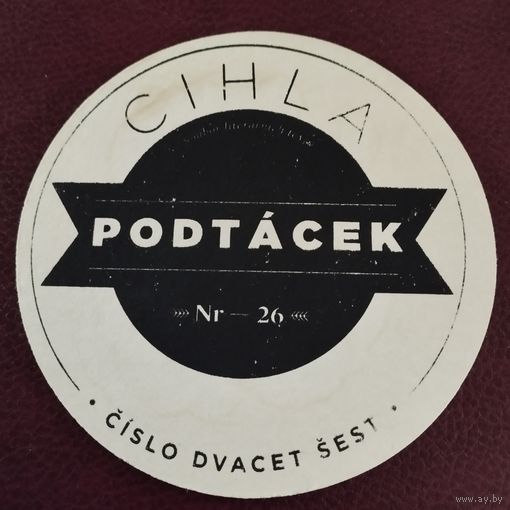 CIHLA
PODTÁCEK
Nr — 26
• ČÍSLO DVACET ŠEST •
www.ay.by